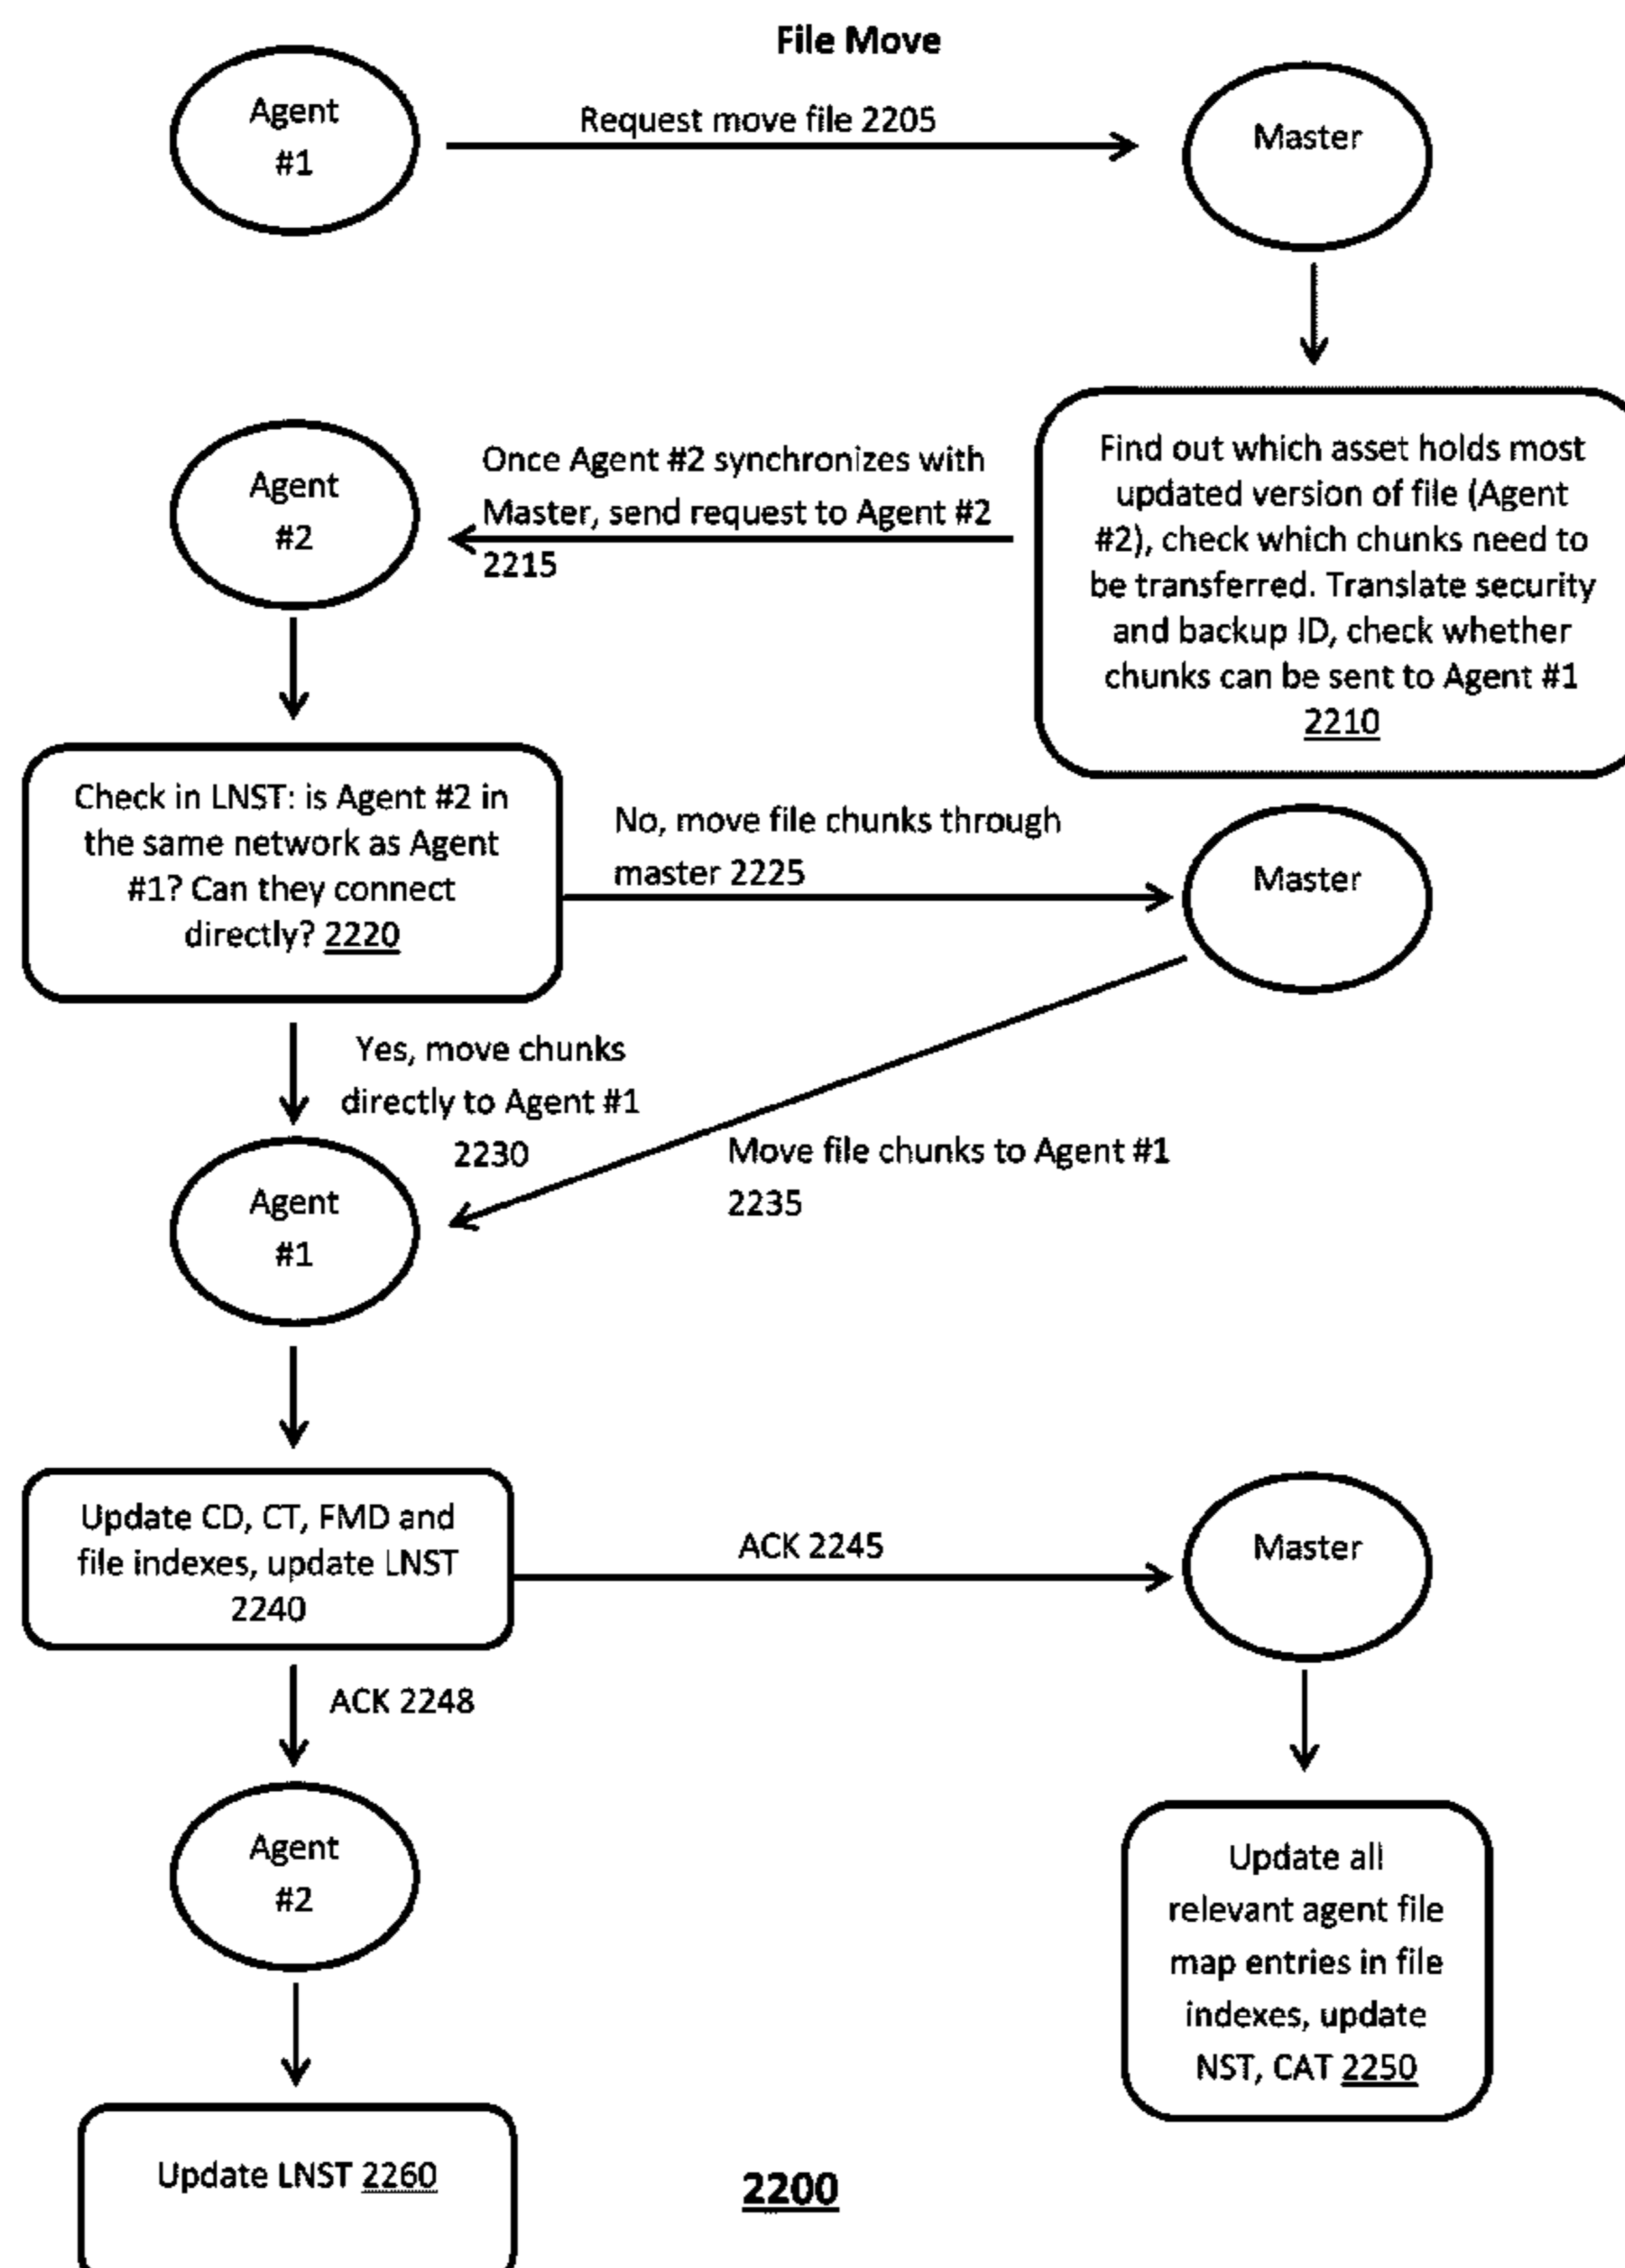 File Move
Agent
#1
Request move file 2205
Master
Find out which asset holds most
updated version of file (Agent
#2), check which chunks need to
be transferred. Translate security
and backup ID, check whether
chunks can be sent to Agent #1
2210
Once Agent #2 synchronizes with
Master, send request to Agent #2
2215
Agent
#2
Check in LNST: is Agent #2 in
the same network as Agent
#1? Can they connect
directly? 2220
No, move file chunks through
master 2225
Master
Yes, move chunks
directly to Agent #1
2230
Move file chunks to Agent #1
2235
Agent
#1
Update CD, CT, FMD and
file indexes, update LNST
2240
ACK 2245
Master
ACK 2248
Agent
#2
Update all
relevant agent file
map entries in file
indexes, update
NST, CAT 2250
Update LNST 2260
2200